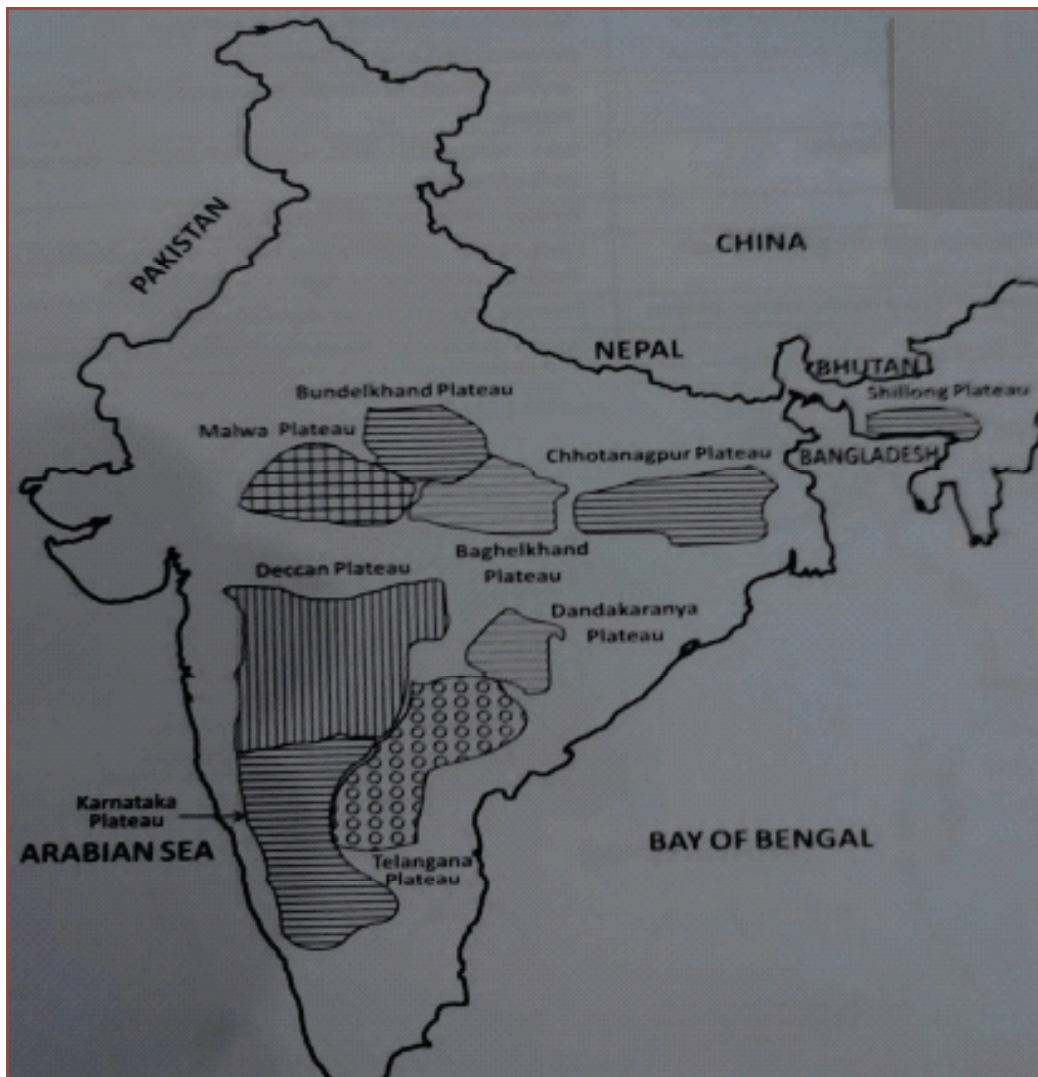 PAKISTAN
CHINA
NEPAL
BHUTAN
Bundelkhand Plateau
Shillong Plateau
Malwa Plateau
Chhotanagpur Plateau
BANGLADESH
Baghelkhand
Plateau
Deccan Plateau
Dandakaranya
Plateau
Karnataka
Plateau
ARABIAN SEA
BAY OF BENGAL
Telangana
Plateau